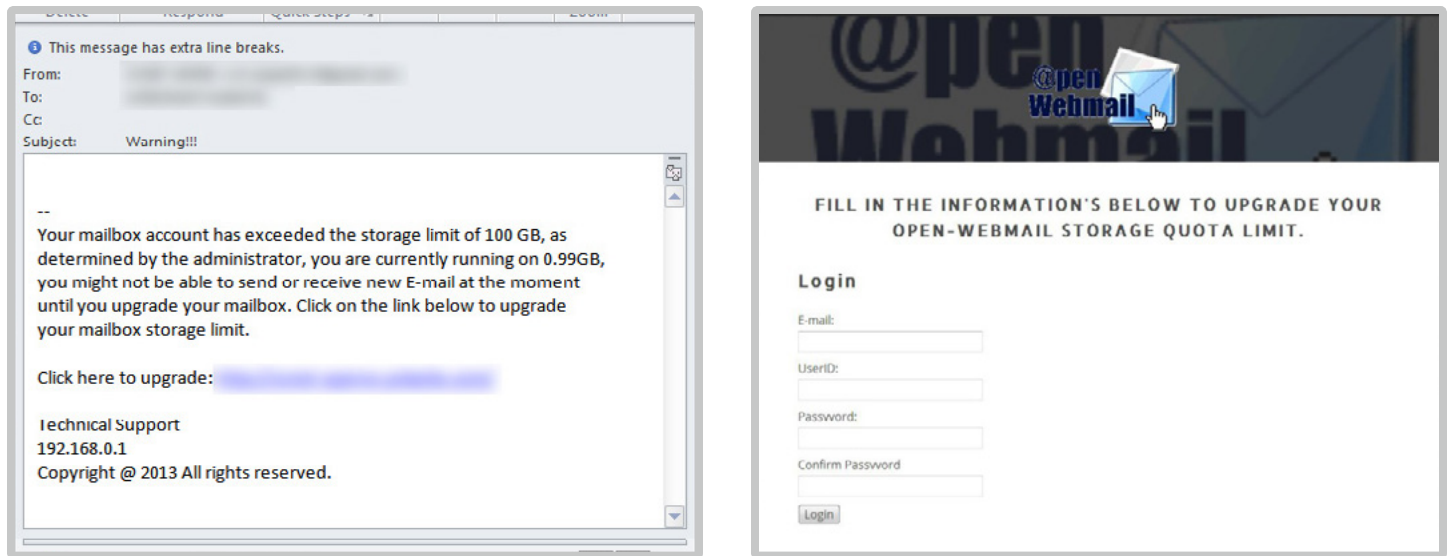 This message has extra line breaks.
From:
To:
Cc:
Subject: Warning!!!
--
Your mailbox account has exceeded the storage limit of 100 GB, as
determined by the administrator, you are currently running on 0.99GB,
you might not be able to send or receive new E-mail at the moment
until you upgrade your mailbox. Click on the link below to upgrade
your mailbox storage limit.
Click here to upgrade:
Technical Support
192.168.0.1
Copyright @ 2013 All rights reserved.
@pen
Webmail
@pen
Webmail
FILL IN THE INFORMATION'S BELOW TO UPGRADE YOUR
OPEN-WEBMAIL STORAGE QUOTA LIMIT.
Login
E-mail:
UserID:
Password:
Confirm Password
Login